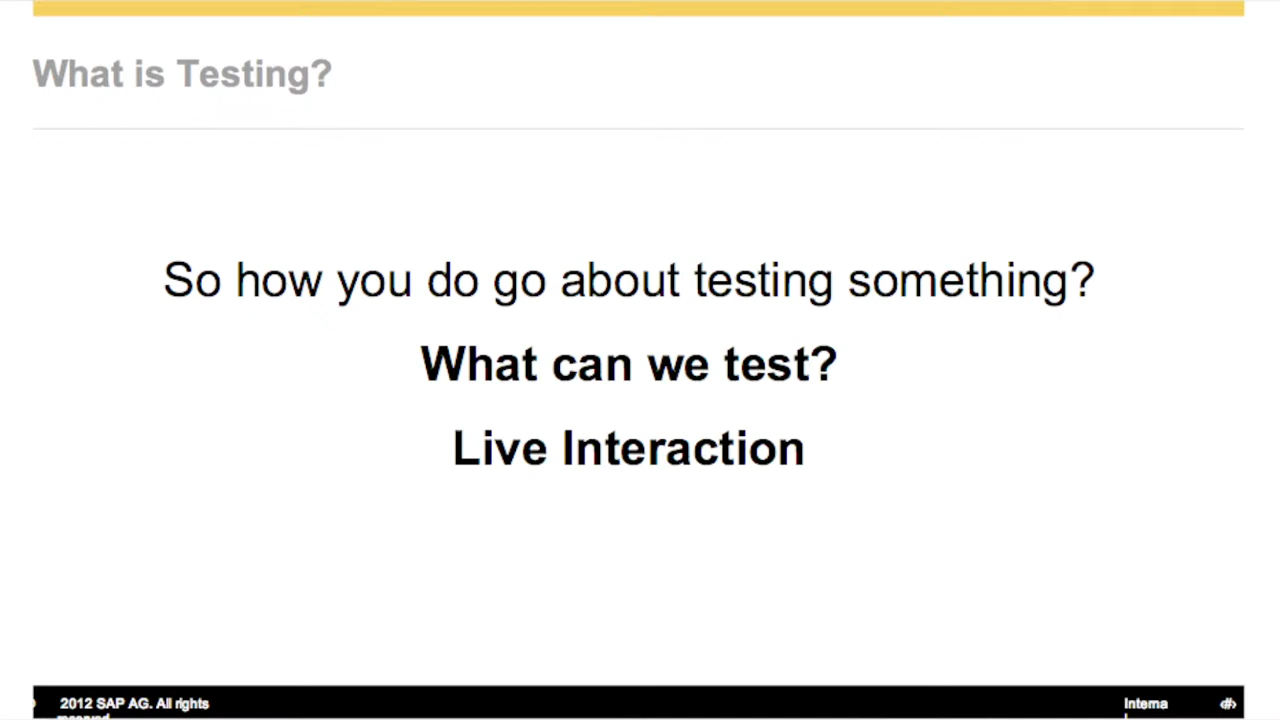 What is Testing?
So how you do go about testing something?
What can we test?
Live Interaction
2012 SAP AG. All rights
reserved
Interna
l
‹#›